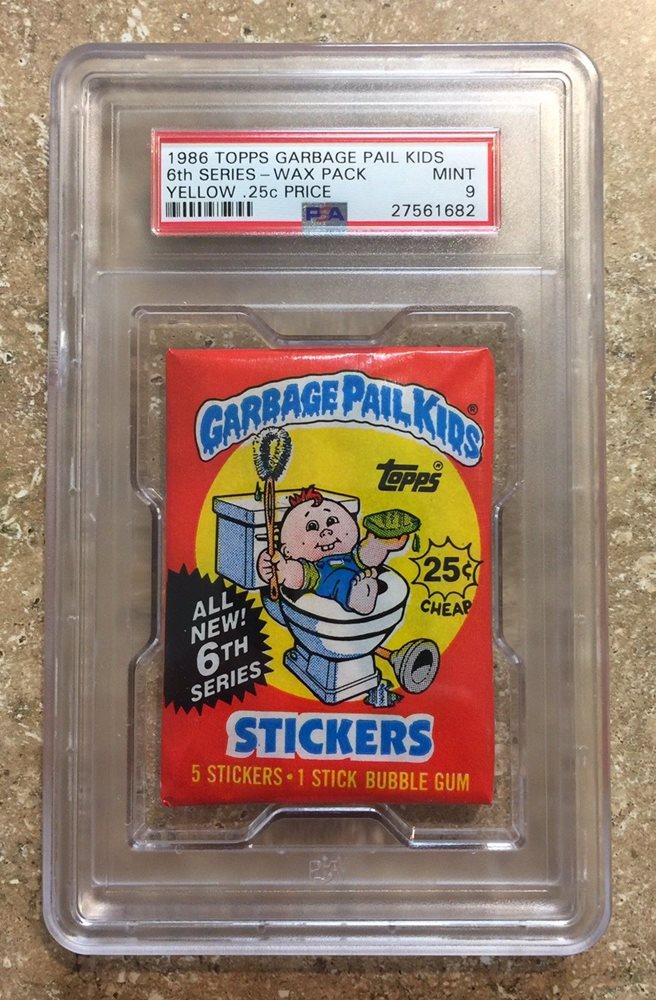 1986 TOPPS GARBAGE PAIL KIDS
6th SERIES – WAX PACK MINT
YELLOW .25c PRICE 9
PSA 27561682
GARBAGE PAIL KIDS®
topps®
25¢
CHEAP
ALL
NEW!
6TH
SERIES
STICKERS
5 STICKERS • 1 STICK BUBBLE GUM